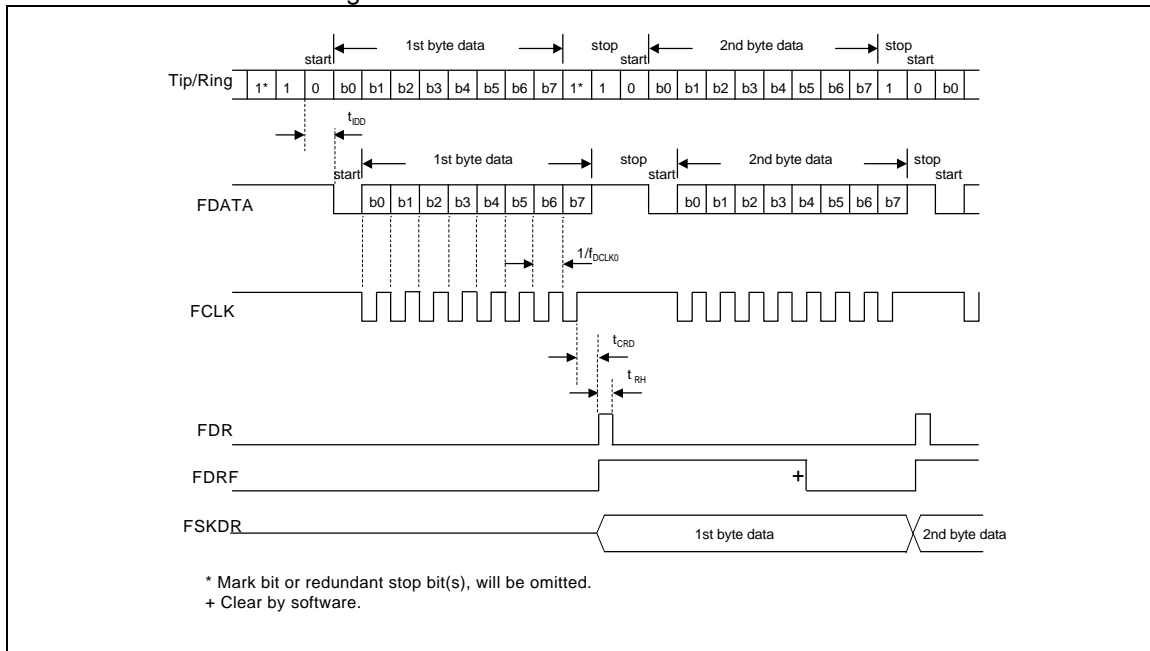 1st byte data stop 2nd byte data stop
start start start
Tip/Ring 1* 1 0 b0 b1 b2 b3 b4 b5 b6 b7 1* 1 0 b0 b1 b2 b3 b4 b5 b6 b7 1 0 b0
tIDD
1st byte data stop 2nd byte data stop
start start start
FDATA b0 b1 b2 b3 b4 b5 b6 b7 b0 b1 b2 b3 b4 b5 b6 b7
1/fDCLK0
FCLK
tCRD
t RH
FDR
FDRF +
FSKDR 1st byte data 2nd byte data
* Mark bit or redundant stop bit(s), will be omitted.
+ Clear by software.